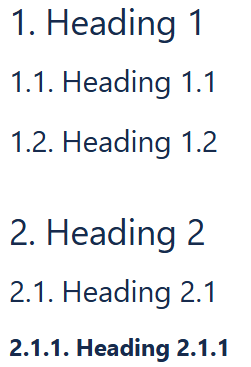 1. Heading 1
1.1. Heading 1.1
1.2. Heading 1.2
2. Heading 2
2.1. Heading 2.1
2.1.1. Heading 2.1.1